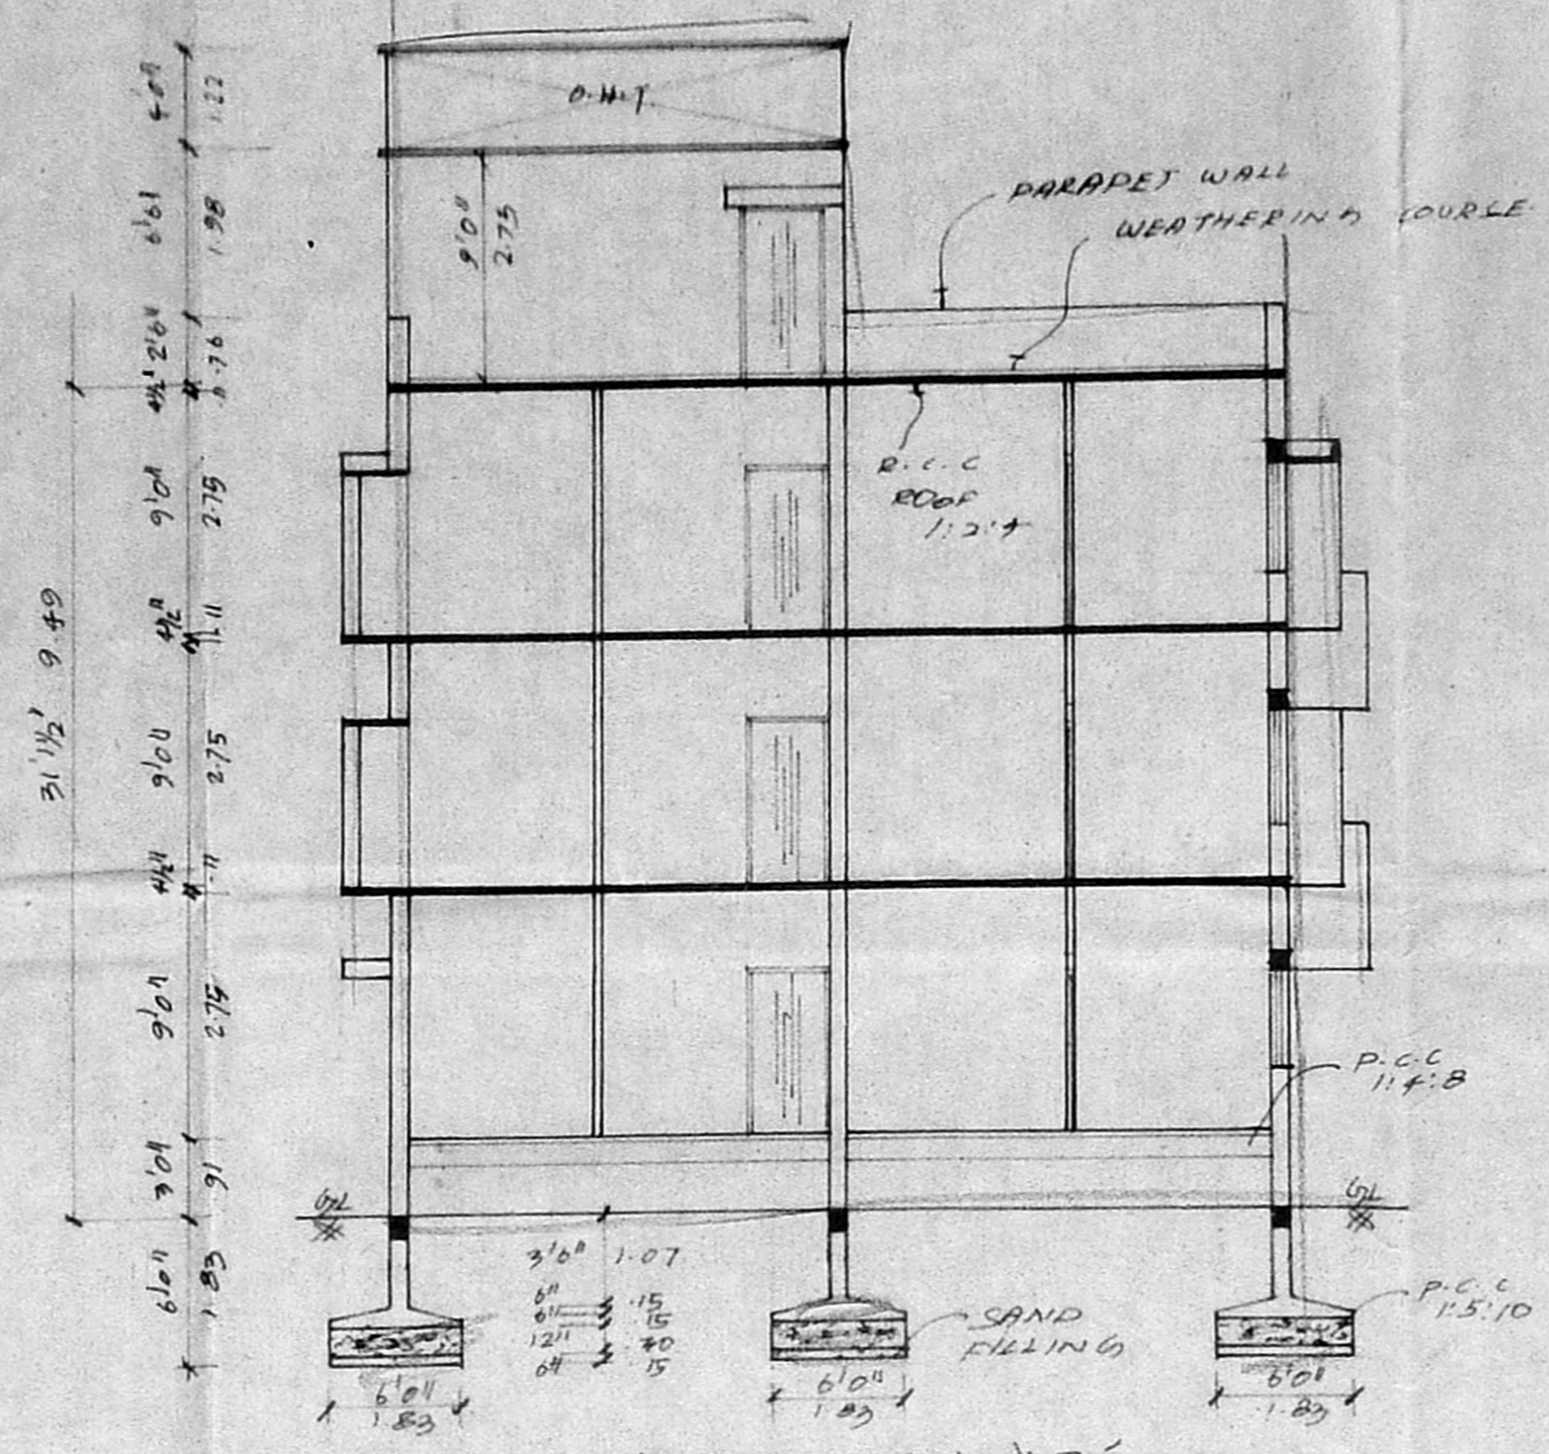 O.H.T.
4'0" 1.22
6'6" 1.98
9'0" 2.75
2'6" .76
4½"
PARAPET WALL
WEATHERING COURSE
R.C.C
ROOF
1:2:4
9'0" 2.75
4½" .11
9'0" 2.75
4½" .11
9'0" 2.75
31'1½" 9.49
P.C.C
1:4:8
3'0" .91
GL
GL
6'0" 1.83
3'6" 1.07
6" .15
6" .15
12" .30
6" .15
SAND
FILLING
P.C.C
1:5:10
6'0"
1.83
6'0"
1.83
6'0"
1.83